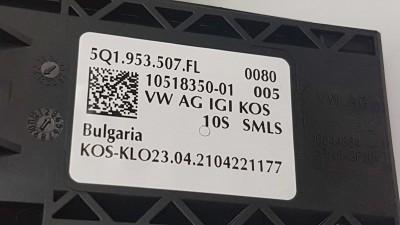 5Q1.953.507.FL 0080
10518350-01 005
VW AG IGI KOS
10S SMLS
Bulgaria
KOS-KLO23.04.2104221177